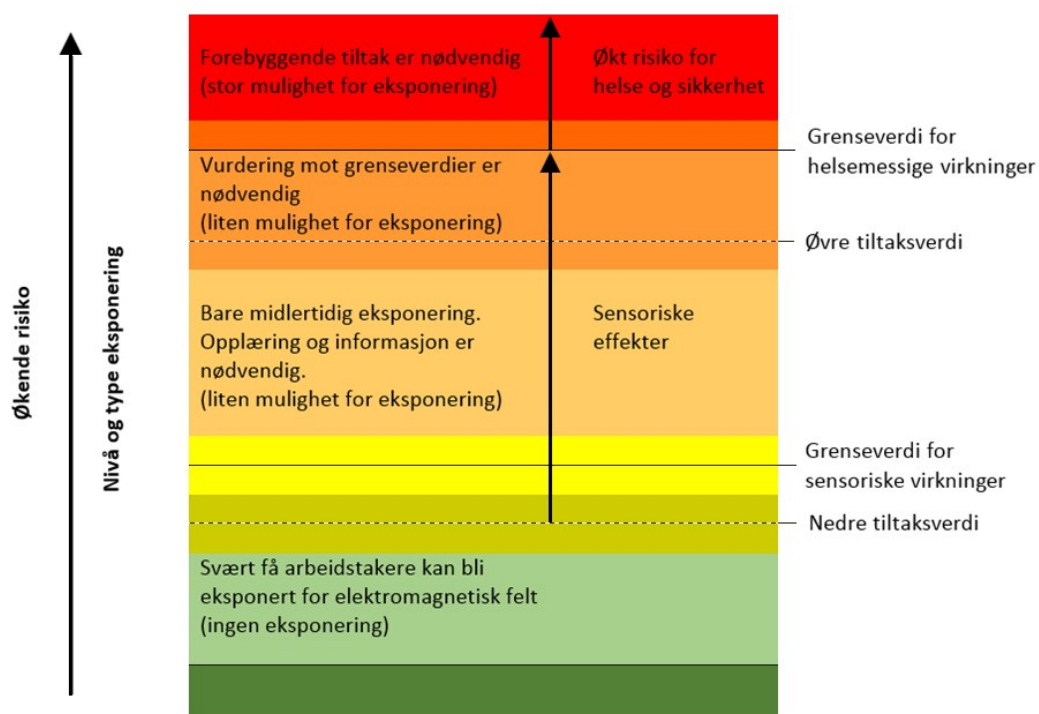 Økende risiko
Nivå og type eksponering
Forebyggende tiltak er nødvendig
(stor mulighet for eksponering)
Økt risiko for
helse og sikkerhet
Grenseverdi for
helsemessige virkninger
Vurdering mot grenseverdier er
nødvendig
(liten mulighet for eksponering)
Øvre tiltaksverdi
Bare midlertidig eksponering.
Opplæring og informasjon er
nødvendig.
(liten mulighet for eksponering)
Sensoriske
effekter
Grenseverdi for
sensoriske virkninger
Nedre tiltaksverdi
Svært få arbeidstakere kan bli
eksponert for elektromagnetisk felt
(ingen eksponering)